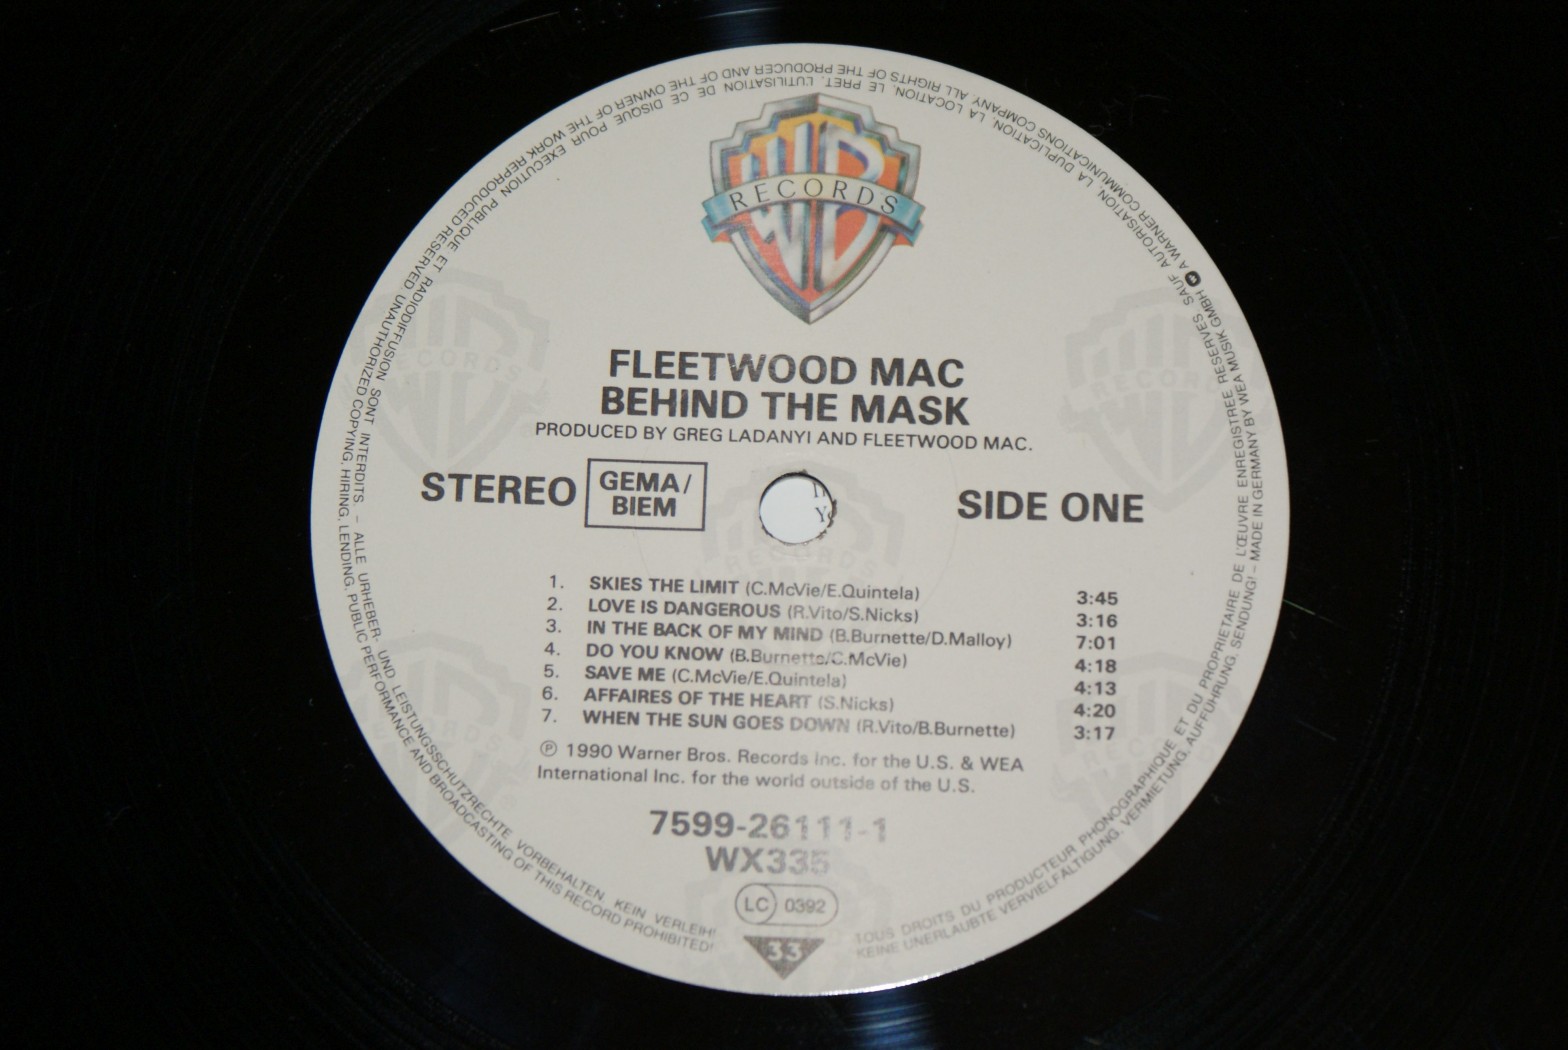 RECORDS
FLEETWOOD MAC
BEHIND THE MASK
PRODUCED BY GREG LADANYI AND FLEETWOOD MAC.
STEREO
GEMA/
BIEM
SIDE ONE
1. SKIES THE LIMIT (C.McVie/E.Quintela) 3:45
2. LOVE IS DANGEROUS (R.Vito/S.Nicks) 3:16
3. IN THE BACK OF MY MIND (B.Burnette/D.Malloy) 7:01
4. DO YOU KNOW (B.Burnette/C.McVie) 4:18
5. SAVE ME (C.McVie/E.Quintela) 4:13
6. AFFAIRES OF THE HEART (S.Nicks) 4:20
7. WHEN THE SUN GOES DOWN (R.Vito/B.Burnette) 3:17
℗ 1990 Warner Bros. Records Inc. for the U.S. & WEA
International Inc. for the world outside of the U.S.
7599-26111-1
WX335
LC 0392
33
TOUS DROITS DU PRODUCTEUR PHONOGRAPHIQUE ET DU PROPRIETAIRE DE L'ŒUVRE ENREGISTREE RESERVES. SAUF AUTORISATION, LA DUPLICATION, LA LOCATION, LE PRET, L'UTILISATION DE CE DISQUE POUR EXECUTION PUBLIQUE ET RADIODIFFUSION SONT INTERDITS. – ALLE URHEBER- UND LEISTUNGSSCHUTZRECHTE VORBEHALTEN. KEIN VERLEIH!
KEINE UNERLAUBTE VERVIELFÄLTIGUNG, VERMIETUNG, AUFFÜHRUNG, SENDUNG! – MADE IN GERMANY BY WEA MUSIK GMBH A WARNER COMMUNICATIONS COMPANY. ALL RIGHTS OF THE PRODUCER AND OF THE OWNER OF THE WORK REPRODUCED RESERVED UNAUTHORIZED COPYING, HIRING, LENDING, PUBLIC PERFORMANCE AND BROADCASTING OF THIS RECORD PROHIBITED!